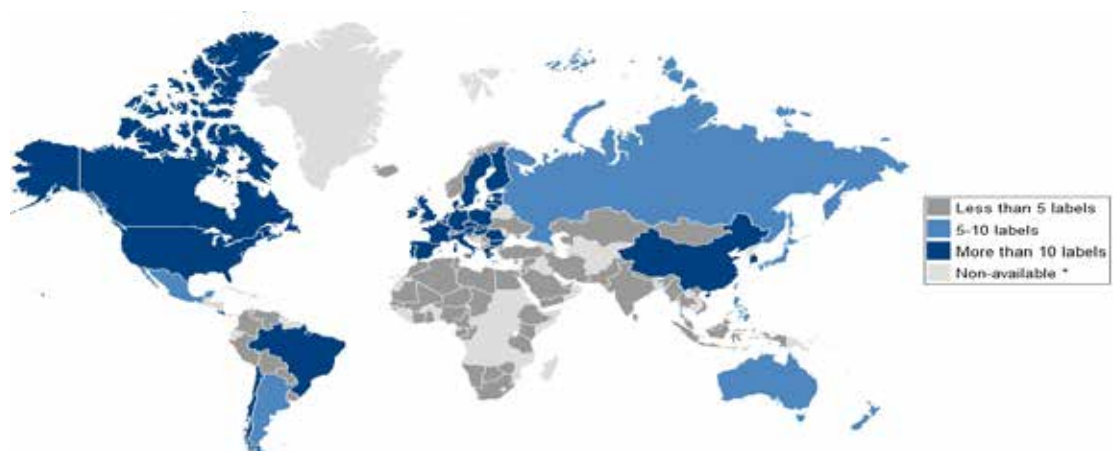 Less than 5 labels
5-10 labels
More than 10 labels
Non-available *